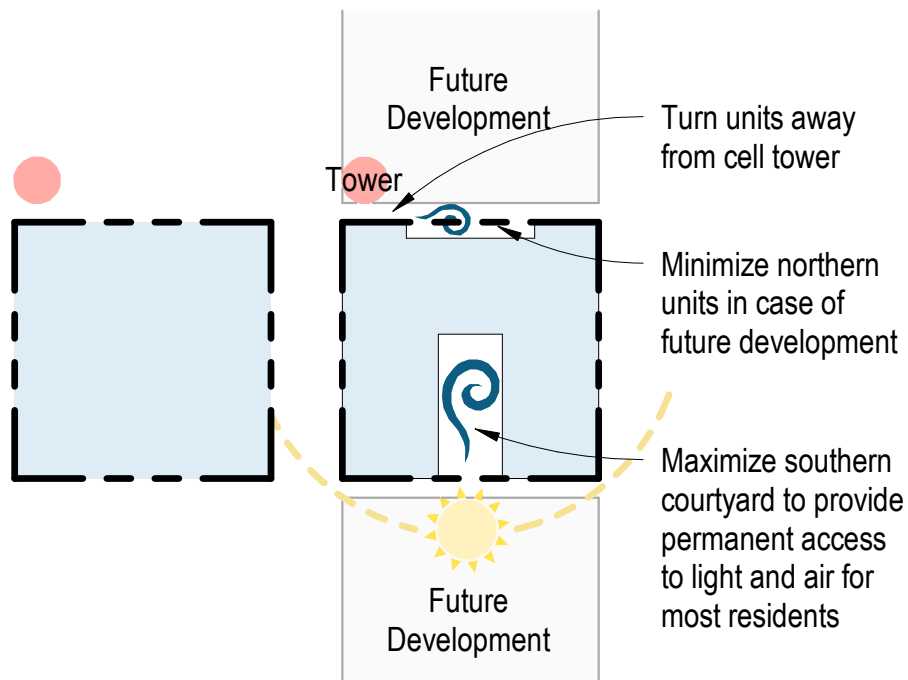 Future
Development
Turn units away
from cell tower
Tower
Minimize northern
units in case of
future development
Maximize southern
courtyard to provide
permanent access
to light and air for
most residents
Future
Development